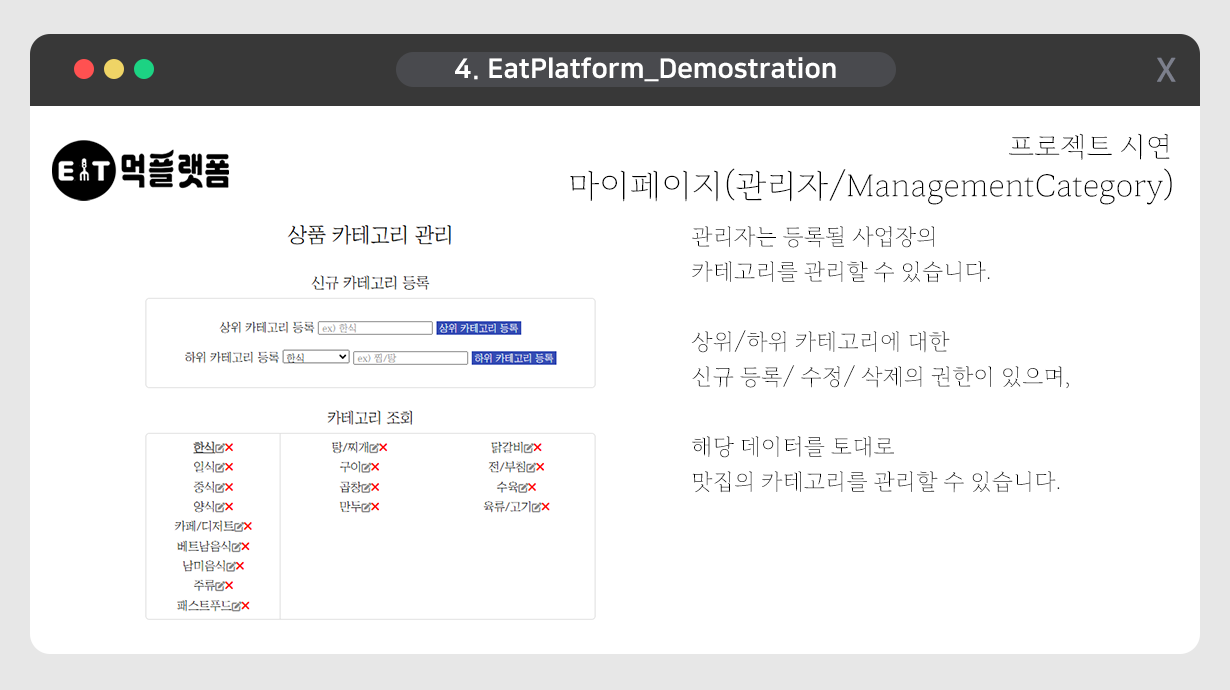 4. EatPlatform_Demostration
X
EAT 먹플랫폼
프로젝트 시연
마이페이지(관리자/ManagementCategory)
상품 카테고리 관리
신규 카테고리 등록
상위 카테고리 등록 ex) 한식 상위 카테고리 등록
하위 카테고리 등록 한식 ex) 찜/탕 하위 카테고리 등록
카테고리 조회
한식 탕/찌개 닭갈비
일식 구이 전/부침
중식 곱창 수육
양식 만두 육류/고기
카페/디저트
베트남음식
남미음식
주류
패스트푸드
관리자는 등록될 사업장의
카테고리를 관리할 수 있습니다.
상위/하위 카테고리에 대한
신규 등록/ 수정/ 삭제의 권한이 있으며,
해당 데이터를 토대로
맛집의 카테고리를 관리할 수 있습니다.